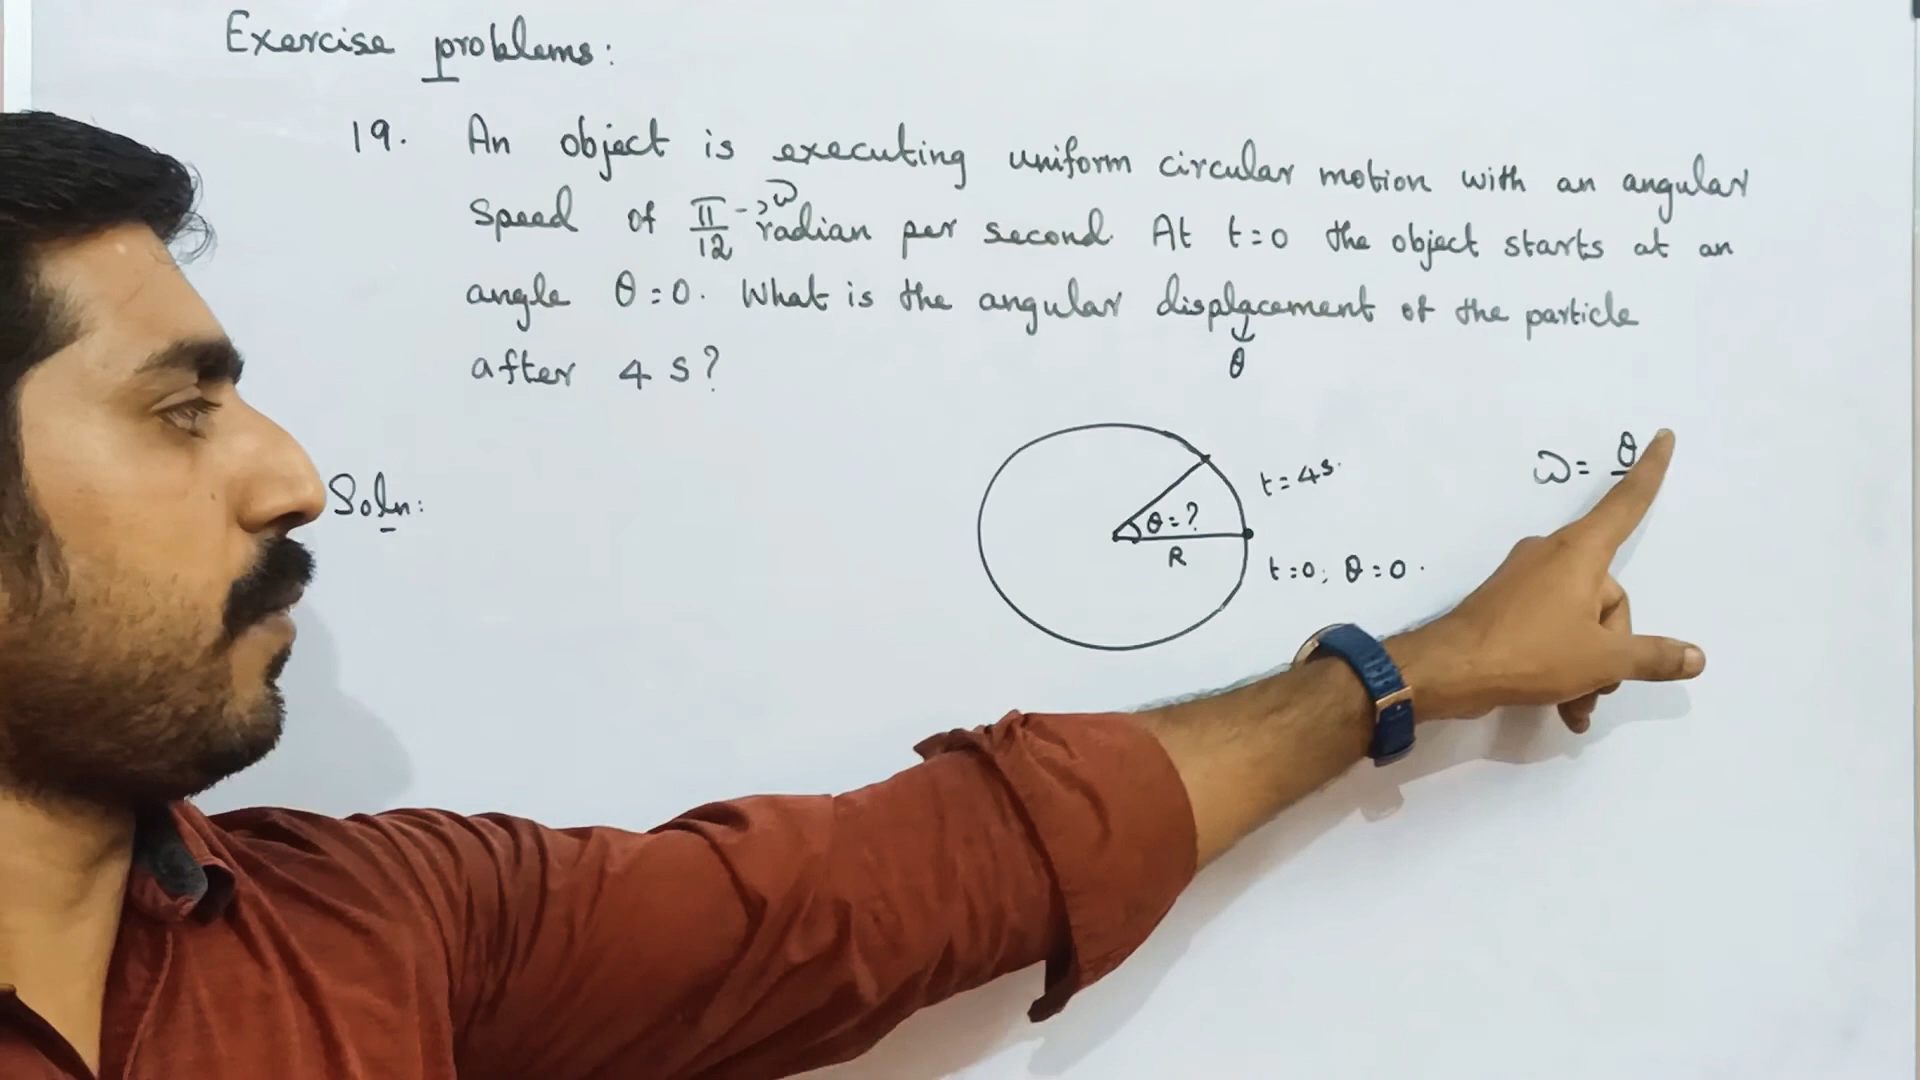 Exercise problems:
19. An object is executing uniform circular motion with an angular
speed of π/12 → ω radian per second. At t=0 the object starts at an
angle θ=0. What is the angular displacement of the particle
θ
after 4 s?
Soln:
t=4s.
θ=?
R
t=0; θ=0.
ω= θ